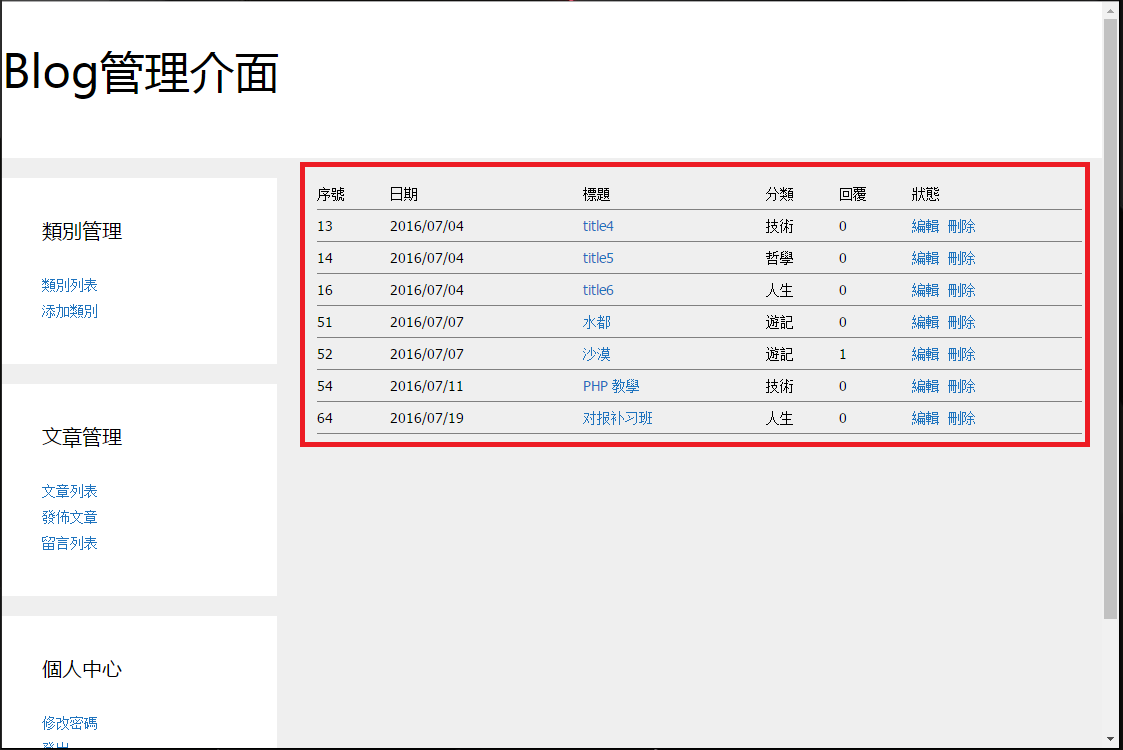 Blog管理介面
類別管理
類別列表
添加類別
文章管理
文章列表
發佈文章
留言列表
個人中心
修改密碼
登出
序號 日期 標題 分類 回覆 狀態
13 2016/07/04 title4 技術 0 編輯 刪除
14 2016/07/04 title5 哲學 0 編輯 刪除
16 2016/07/04 title6 人生 0 編輯 刪除
51 2016/07/07 水都 遊記 0 編輯 刪除
52 2016/07/07 沙漠 遊記 1 編輯 刪除
54 2016/07/11 PHP 教學 技術 0 編輯 刪除
64 2016/07/19 对报补习班 人生 0 編輯 刪除